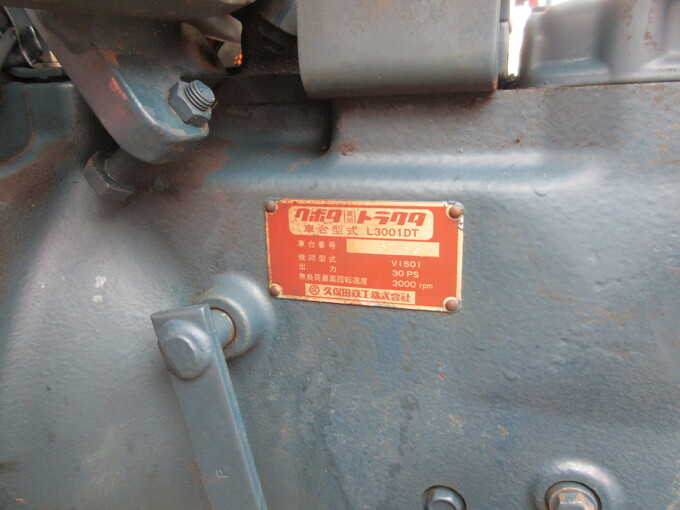 クボタ 農用 トラクタ
車台型式 L3001DT
車台番号
機関型式 V1501
出力 30 PS
無負荷最高回転速度 3000 rpm
久保田鉄工株式会社